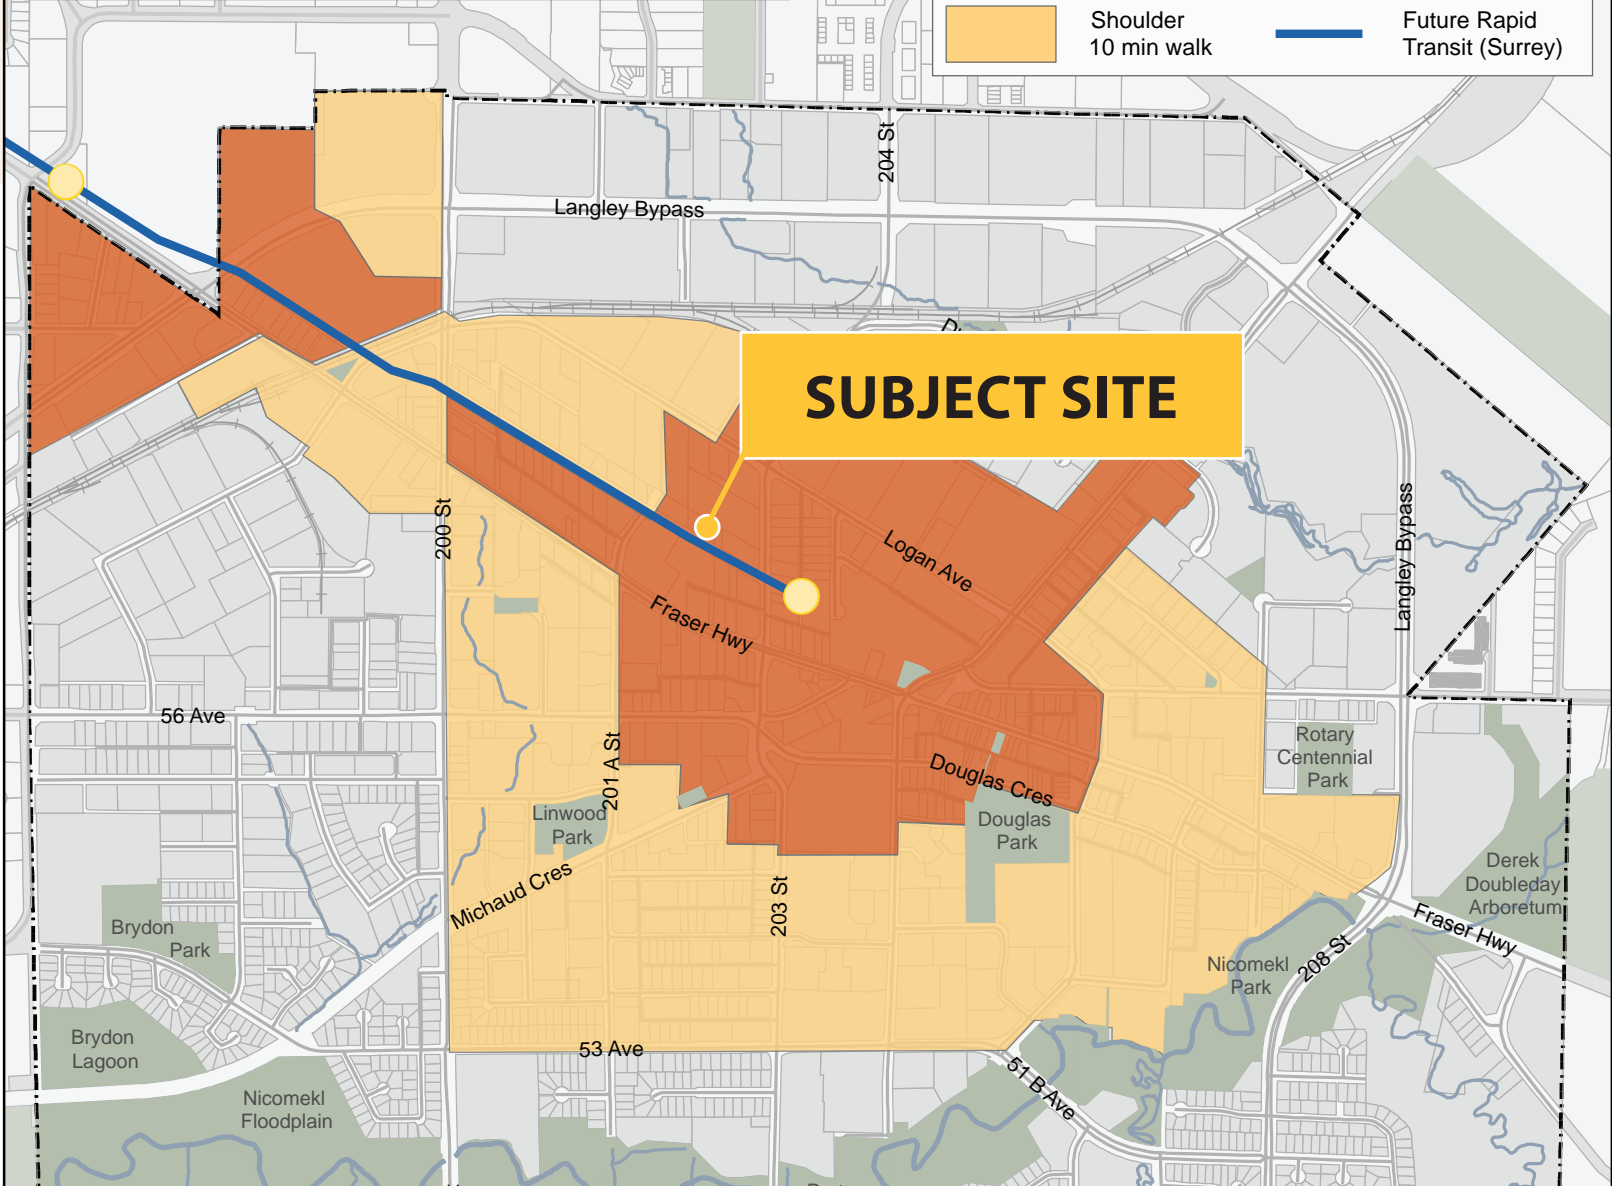 Shoulder
10 min walk
Future Rapid
Transit (Surrey)
204 St
Langley Bypass
SUBJECT SITE
200 St
Logan Ave
Langley Bypass
Fraser Hwy
56 Ave
201 A St
Rotary
Centennial
Park
Douglas Cres
Linwood
Park
Douglas
Park
Michaud Cres
203 St
Derek
Doubleday
Arboretum
Brydon
Park
Fraser Hwy
208 St
Nicomekl
Park
Brydon
Lagoon
53 Ave
51 B Ave
Nicomekl
Floodplain